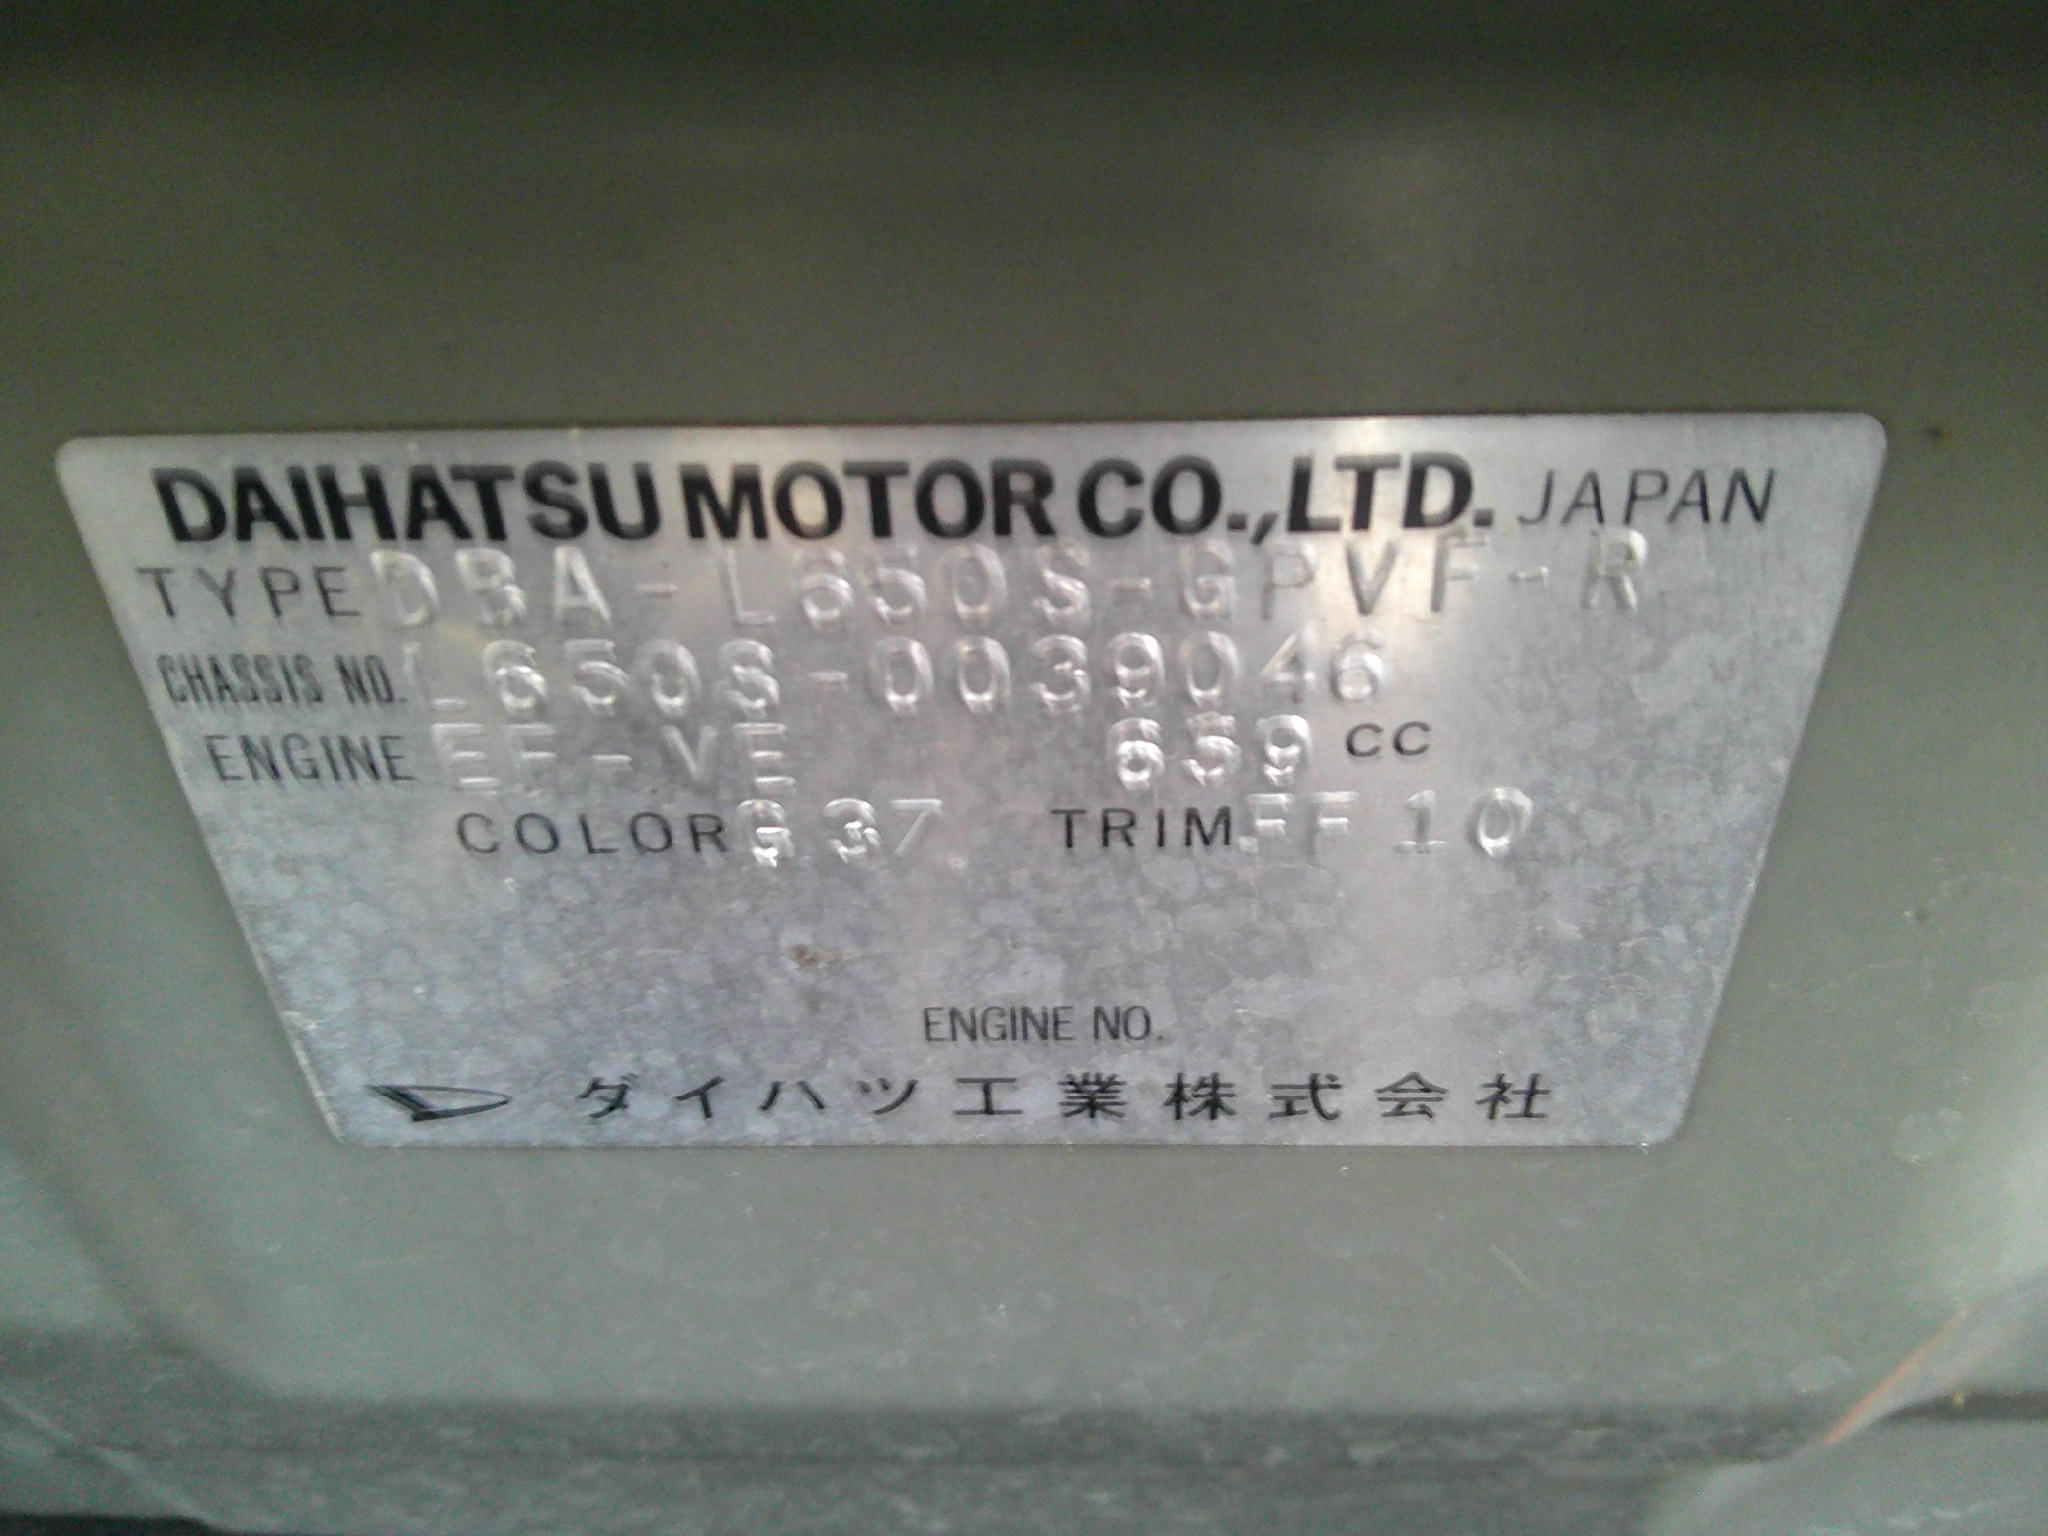 DAIHATSU MOTOR CO.,LTD. JAPAN
TYPE DBA-L650S-GPVF-R
CHASSIS NO. L650S-0039046
ENGINE EF-VE 659 CC
COLOR G37 TRIM FF10
ENGINE NO.
ダイハツ工業株式会社